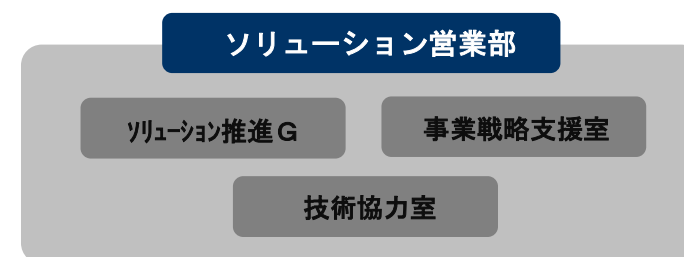 ソリューション営業部
ｿﾘｭｰｼｮﾝ推進Ｇ
事業戦略支援室
技術協力室